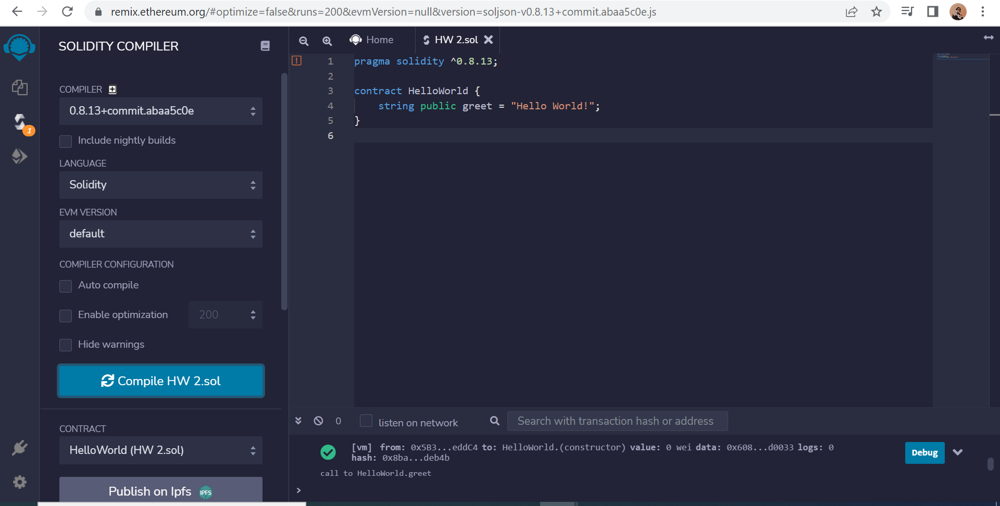 remix.ethereum.org/#optimize=false&runs=200&evmVersion=null&version=soljson-v0.8.13+commit.abaa5c0e.js
SOLIDITY COMPILER
COMPILER
0.8.13+commit.abaa5c0e
Include nightly builds
LANGUAGE
Solidity
EVM VERSION
default
COMPILER CONFIGURATION
Auto compile
Enable optimization
200
Hide warnings
Compile HW 2.sol
CONTRACT
HelloWorld (HW 2.sol)
Publish on Ipfs
IPFS
1
Home
HW 2.sol
1 pragma solidity ^0.8.13;
2
3 contract HelloWorld {
4 string public greet = "Hello World!";
5 }
6
0
listen on network
Search with transaction hash or address
[vm] from: 0x5B3...eddC4 to: HelloWorld.(constructor) value: 0 wei data: 0x608...d0033 logs: 0
hash: 0x8ba...deb4b
Debug
call to HelloWorld.greet
>